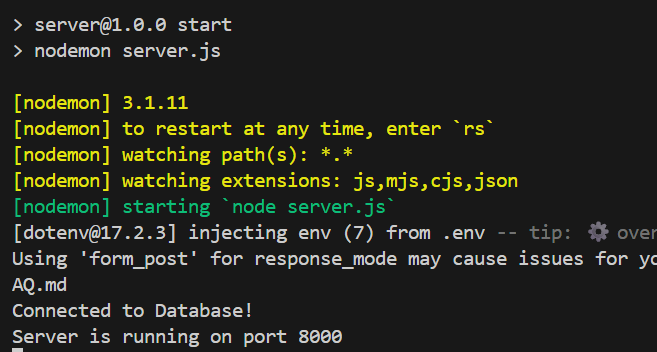 > server@1.0.0 start
> nodemon server.js
[nodemon] 3.1.11
[nodemon] to restart at any time, enter `rs`
[nodemon] watching path(s): *.*
[nodemon] watching extensions: js,mjs,cjs,json
[nodemon] starting `node server.js`
[dotenv@17.2.3] injecting env (7) from .env -- tip: ⚙️ over
Using 'form_post' for response_mode may cause issues for yo
AQ.md
Connected to Database!
Server is running on port 8000